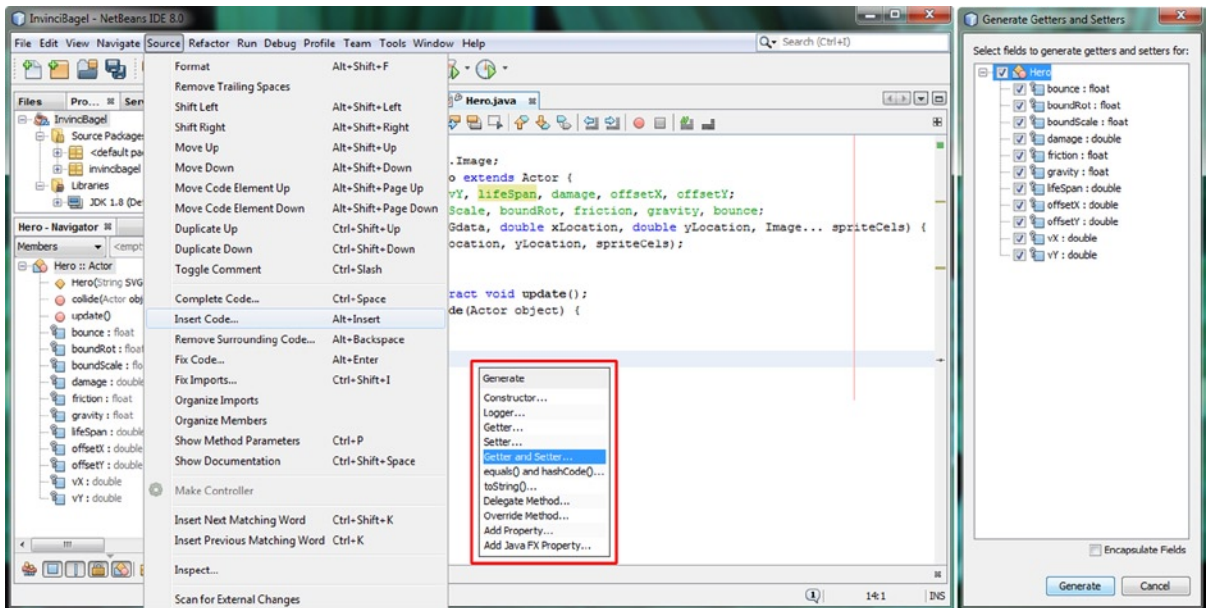 InvinciBagel - NetBeans IDE 8.0
File Edit View Navigate Source Refactor Run Debug Profile Team Tools Window Help
Search (Ctrl+I)
Files Pro... Ser
InvincBagel
Source Package
<default pa
invincibagel
Libraries
JDK 1.8 (De
Hero - Navigator
Members <empt
Hero :: Actor
Hero(String SVG
collide(Actor obj
update()
bounce : float
boundRot : float
boundScale : flo
damage : double
friction : float
gravity : float
lifeSpan : double
offsetX : double
offsetY : double
vX : double
vY : double
Format Alt+Shift+F
Remove Trailing Spaces
Shift Left Alt+Shift+Left
Shift Right Alt+Shift+Right
Move Up Alt+Shift+Up
Move Down Alt+Shift+Down
Move Code Element Up Alt+Shift+Page Up
Move Code Element Down Alt+Shift+Page Down
Duplicate Up Ctrl+Shift+Up
Duplicate Down Ctrl+Shift+Down
Toggle Comment Ctrl+Slash
Complete Code... Ctrl+Space
Insert Code... Alt+Insert
Remove Surrounding Code... Alt+Backspace
Fix Code... Alt+Enter
Fix Imports... Ctrl+Shift+I
Organize Imports
Organize Members
Show Method Parameters Ctrl+P
Show Documentation Ctrl+Shift+Space
Make Controller
Insert Next Matching Word Ctrl+Shift+K
Insert Previous Matching Word Ctrl+K
Inspect...
Scan for External Changes
Hero.java
.Image;
o extends Actor {
vY, lifeSpan, damage, offsetX, offsetY;
Scale, boundRot, friction, gravity, bounce;
Gdata, double xLocation, double yLocation, Image... spriteCels) {
ocation, yLocation, spriteCels);
ract void update();
de(Actor object) {
Generate
Constructor...
Logger...
Getter...
Setter...
Getter and Setter...
equals() and hashCode()...
toString()...
Delegate Method...
Override Method...
Add Property...
Add Java FX Property...
1 14:1 INS
Generate Getters and Setters
Select fields to generate getters and setters for:
Hero
bounce : float
boundRot : float
boundScale : float
damage : double
friction : float
gravity : float
lifeSpan : double
offsetX : double
offsetY : double
vX : double
vY : double
Encapsulate Fields
Generate Cancel